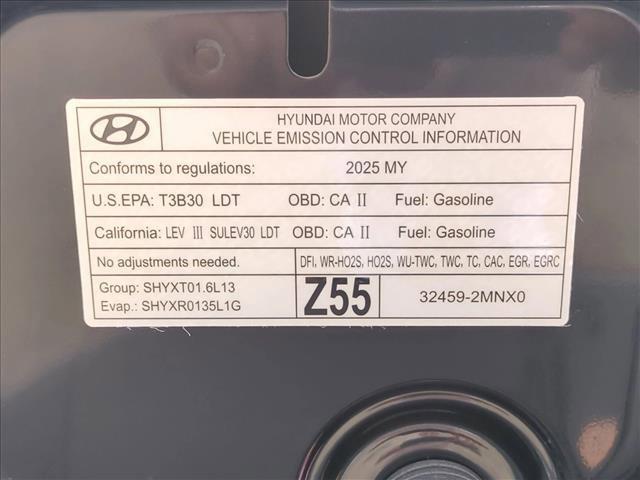 HYUNDAI MOTOR COMPANY
VEHICLE EMISSION CONTROL INFORMATION
Conforms to regulations: 2025 MY
U.S.EPA: T3B30 LDT OBD: CA II Fuel: Gasoline
California: LEV III SULEV30 LDT OBD: CA II Fuel: Gasoline
No adjustments needed. DFI, WR-HO2S, HO2S, WU-TWC, TWC, TC, CAC, EGR, EGRC
Group: SHYXT01.6L13
Evap.: SHYXR0135L1G
Z55
32459-2MNX0